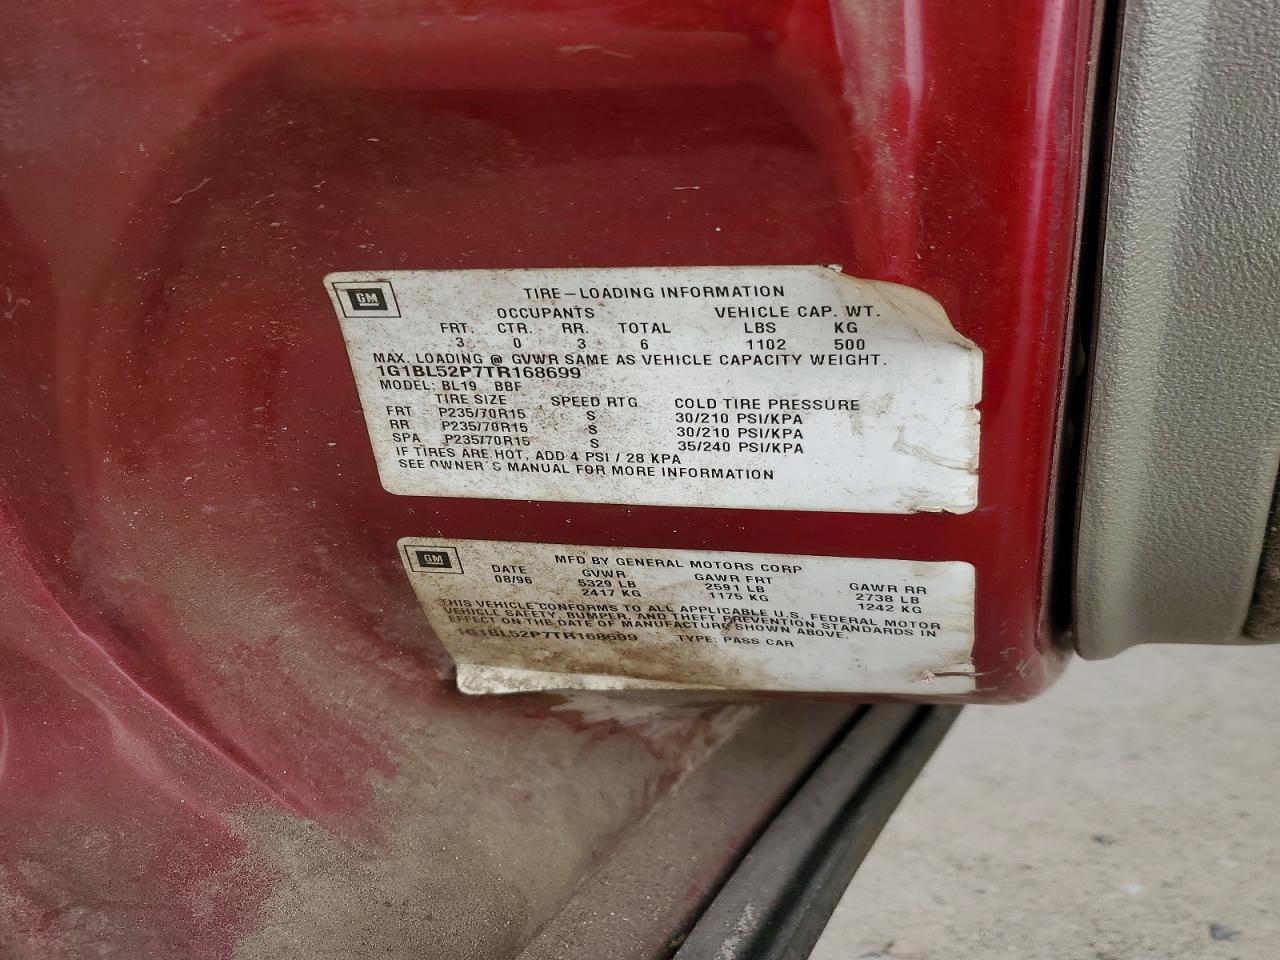 GM
TIRE-LOADING INFORMATION
OCCUPANTS VEHICLE CAP. WT.
FRT. CTR. RR. TOTAL LBS KG
3 0 3 6 1102 500
MAX. LOADING @ GVWR SAME AS VEHICLE CAPACITY WEIGHT.
1G1BL52P7TR168699
MODEL: BL19 BBF
TIRE SIZE SPEED RTG COLD TIRE PRESSURE
FRT P235/70R15 S 30/210 PSI/KPA
RR P235/70R15 S 30/210 PSI/KPA
SPA P235/70R15 S 35/240 PSI/KPA
IF TIRES ARE HOT, ADD 4 PSI / 28 KPA
SEE OWNER'S MANUAL FOR MORE INFORMATION
GM
MFD BY GENERAL MOTORS CORP
DATE GVWR GAWR FRT GAWR RR
08/96 5329 LB 2591 LB 2738 LB
2417 KG 1175 KG 1242 KG
THIS VEHICLE CONFORMS TO ALL APPLICABLE U.S. FEDERAL MOTOR
VEHICLE SAFETY, BUMPER, AND THEFT PREVENTION STANDARDS IN
EFFECT ON THE DATE OF MANUFACTURE SHOWN ABOVE.
1G1BL52P7TR168699 TYPE: PASS CAR